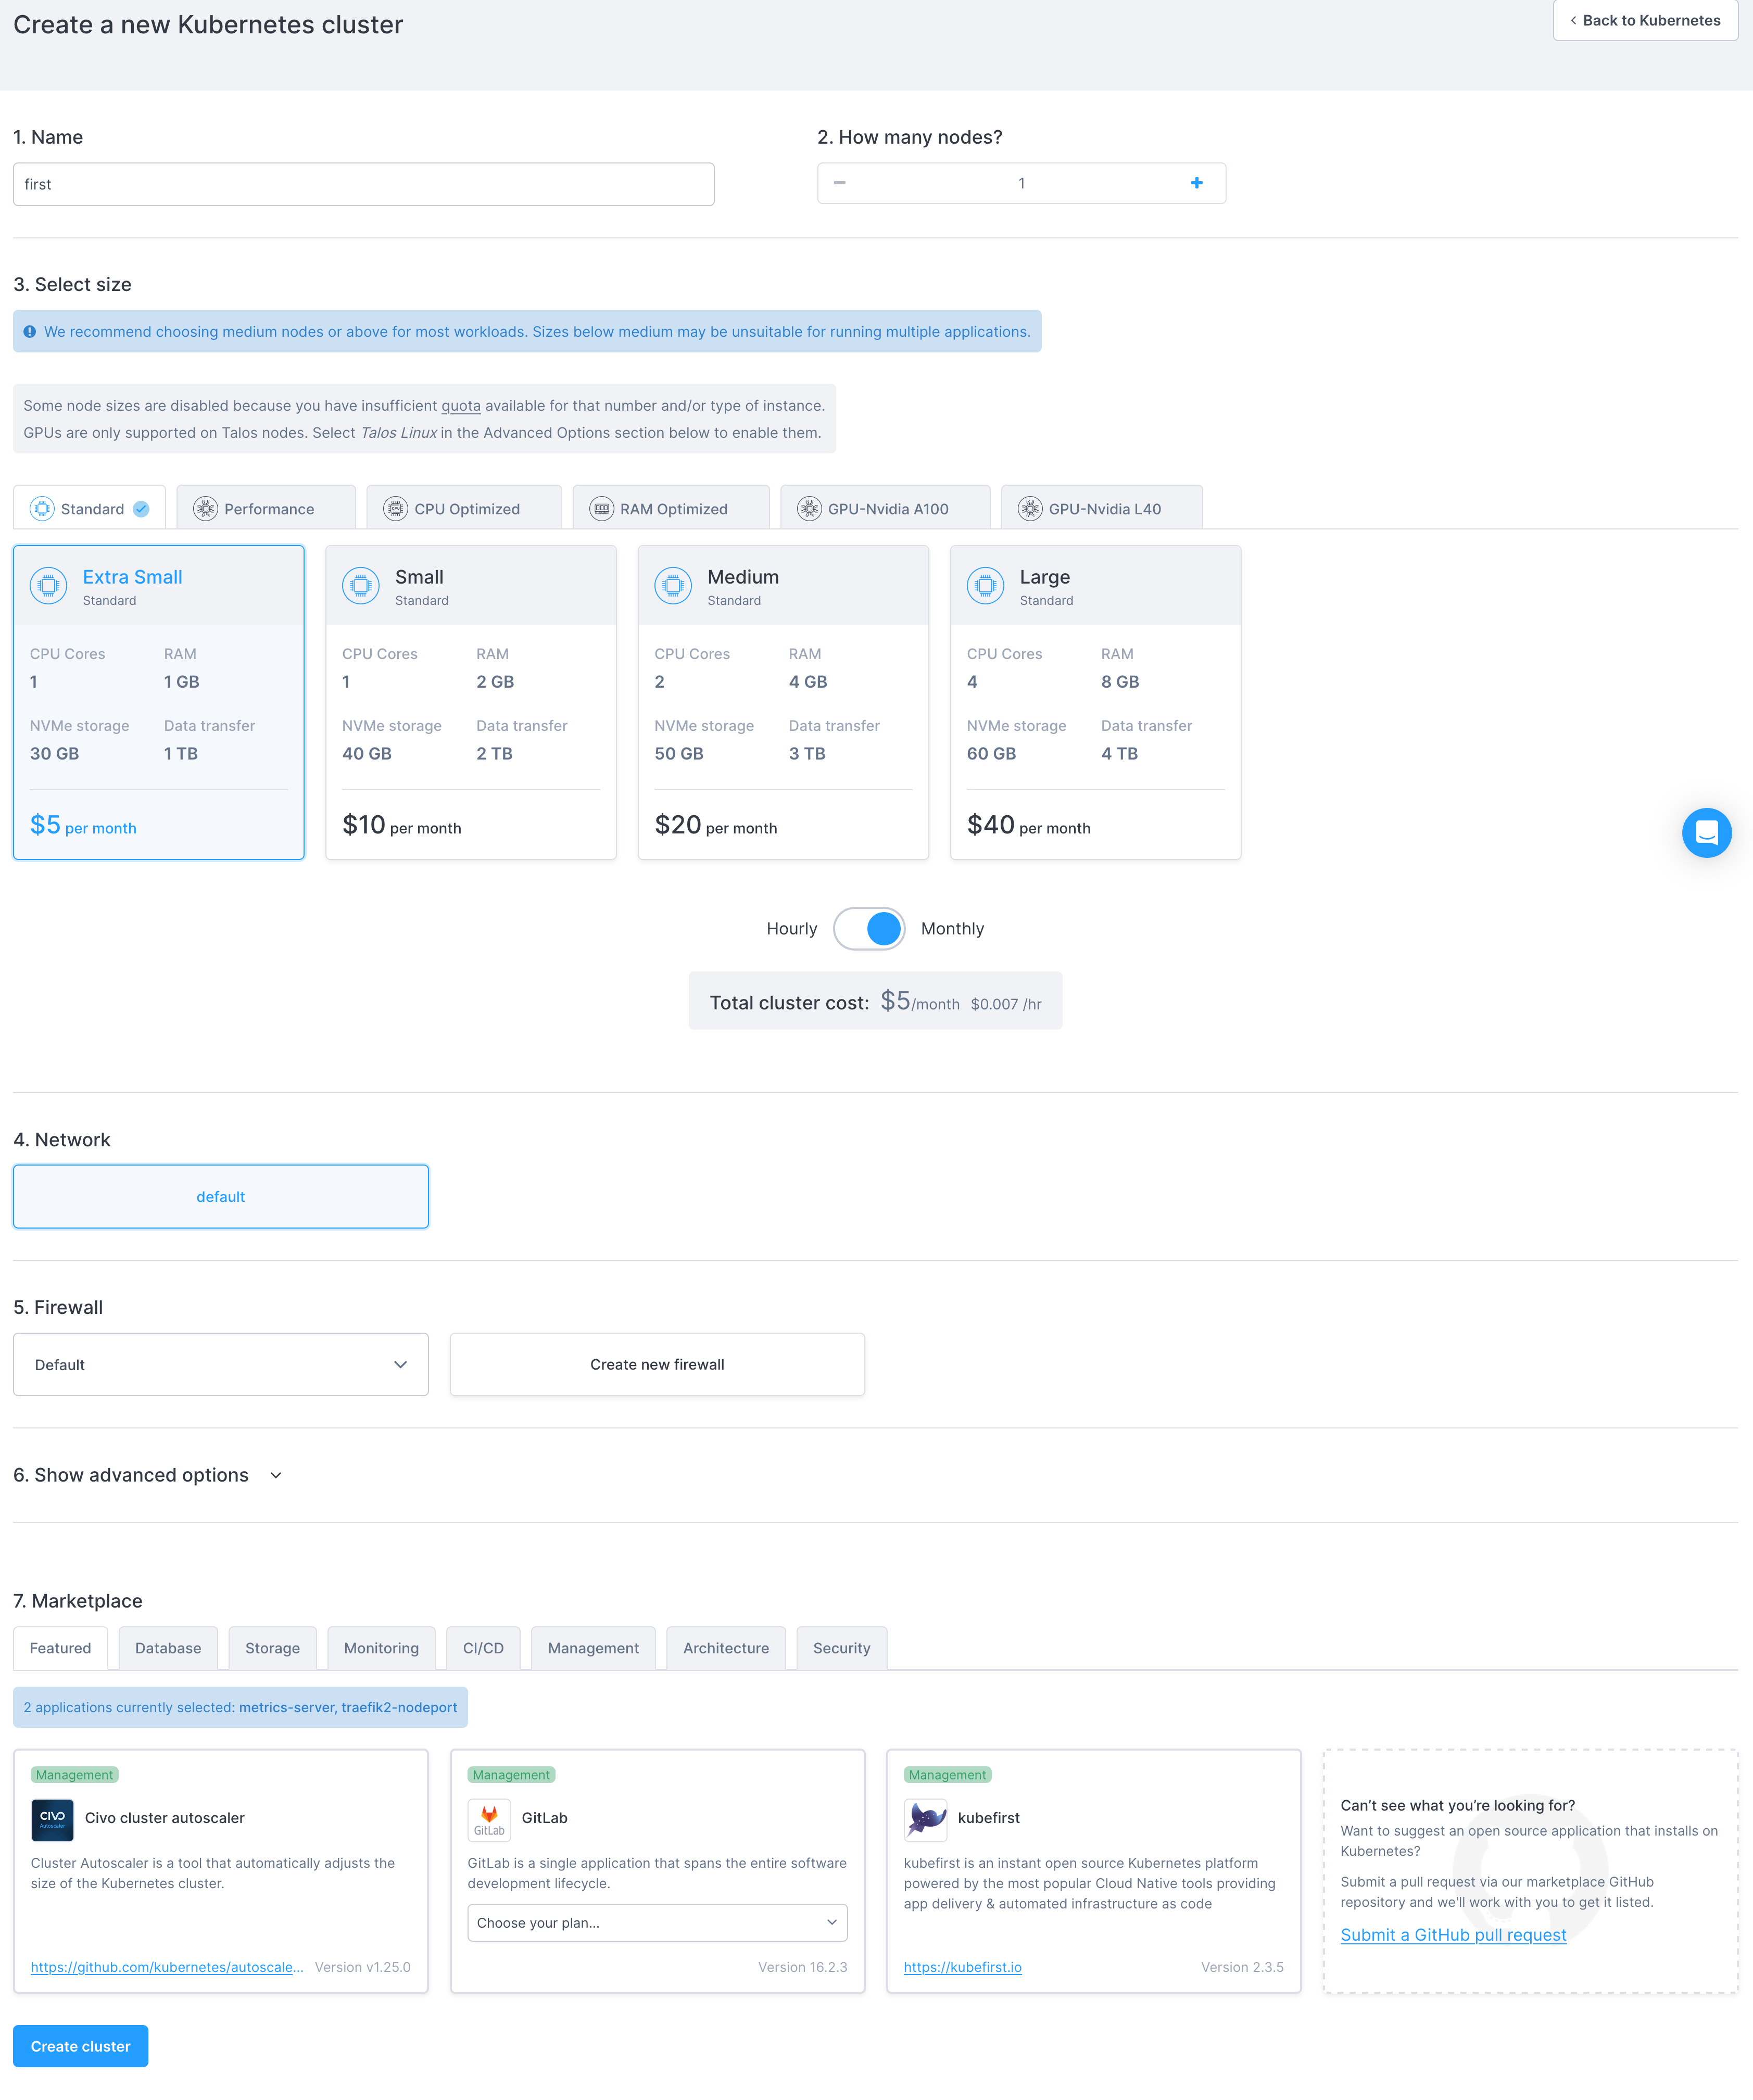 Create a new Kubernetes cluster
Back to Kubernetes
1. Name
2. How many nodes?
first
1
3. Select size
We recommend choosing medium nodes or above for most workloads. Sizes below medium may be unsuitable for running multiple applications.
Some node sizes are disabled because you have insufficient quota available for that number and/or type of instance.
GPUs are only supported on Talos nodes. Select Talos Linux in the Advanced Options section below to enable them.
Standard
Performance
CPU Optimized
RAM Optimized
GPU-Nvidia A100
GPU-Nvidia L40
Extra Small
Standard
CPU Cores RAM
1 1 GB
NVMe storage Data transfer
30 GB 1 TB
$5 per month
Small
Standard
CPU Cores RAM
1 2 GB
NVMe storage Data transfer
40 GB 2 TB
$10 per month
Medium
Standard
CPU Cores RAM
2 4 GB
NVMe storage Data transfer
50 GB 3 TB
$20 per month
Large
Standard
CPU Cores RAM
4 8 GB
NVMe storage Data transfer
60 GB 4 TB
$40 per month
Hourly Monthly
Total cluster cost: $5/month $0.007 /hr
4. Network
default
5. Firewall
Default
Create new firewall
6. Show advanced options
7. Marketplace
Featured
Database
Storage
Monitoring
CI/CD
Management
Architecture
Security
2 applications currently selected: metrics-server, traefik2-nodeport
Management
CIVO
Autoscaler
Civo cluster autoscaler
Cluster Autoscaler is a tool that automatically adjusts the
size of the Kubernetes cluster.
https://github.com/kubernetes/autoscale... Version v1.25.0
Management
GitLab
GitLab
GitLab is a single application that spans the entire software
development lifecycle.
Choose your plan...
Version 16.2.3
Management
kubefirst
kubefirst is an instant open source Kubernetes platform
powered by the most popular Cloud Native tools providing
app delivery & automated infrastructure as code
https://kubefirst.io Version 2.3.5
Can't see what you're looking for?
Want to suggest an open source application that installs on
Kubernetes?
Submit a pull request via our marketplace GitHub
repository and we'll work with you to get it listed.
Submit a GitHub pull request
Create cluster